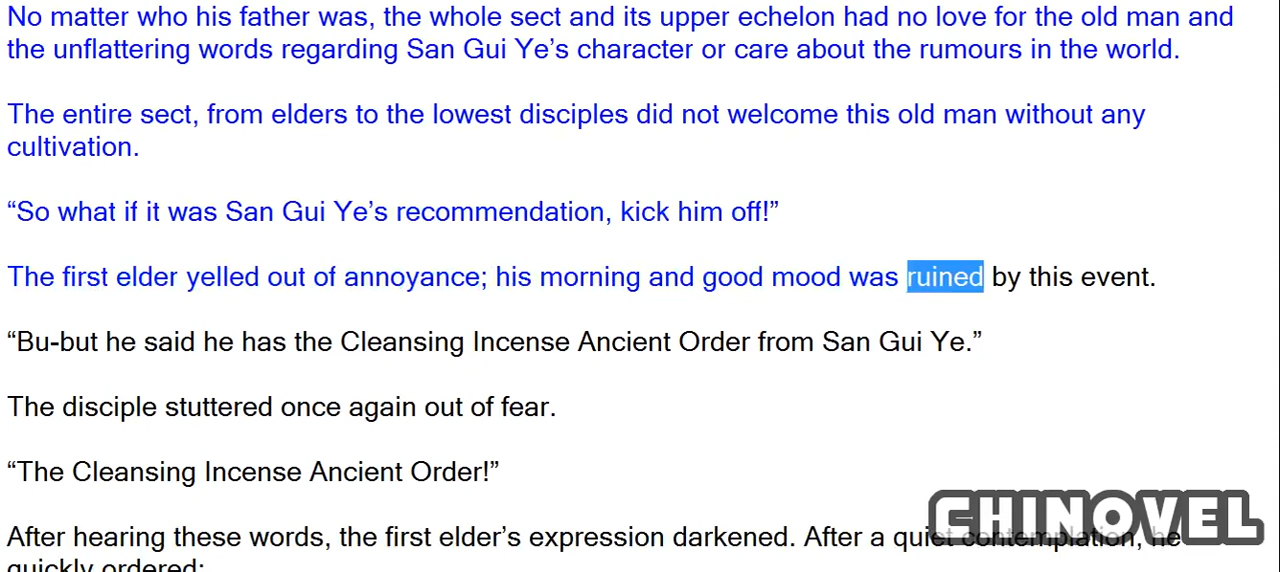 No matter who his father was, the whole sect and its upper echelon had no love for the old man and
the unflattering words regarding San Gui Ye’s character or care about the rumours in the world.
The entire sect, from elders to the lowest disciples did not welcome this old man without any
cultivation.
“So what if it was San Gui Ye’s recommendation, kick him off!”
The first elder yelled out of annoyance; his morning and good mood was ruined by this event.
“Bu-but he said he has the Cleansing Incense Ancient Order from San Gui Ye.”
The disciple stuttered once again out of fear.
“The Cleansing Incense Ancient Order!”
After hearing these words, the first elder’s expression darkened. After a quiet contemplation, he
quickly ordered:
CHINOVEL